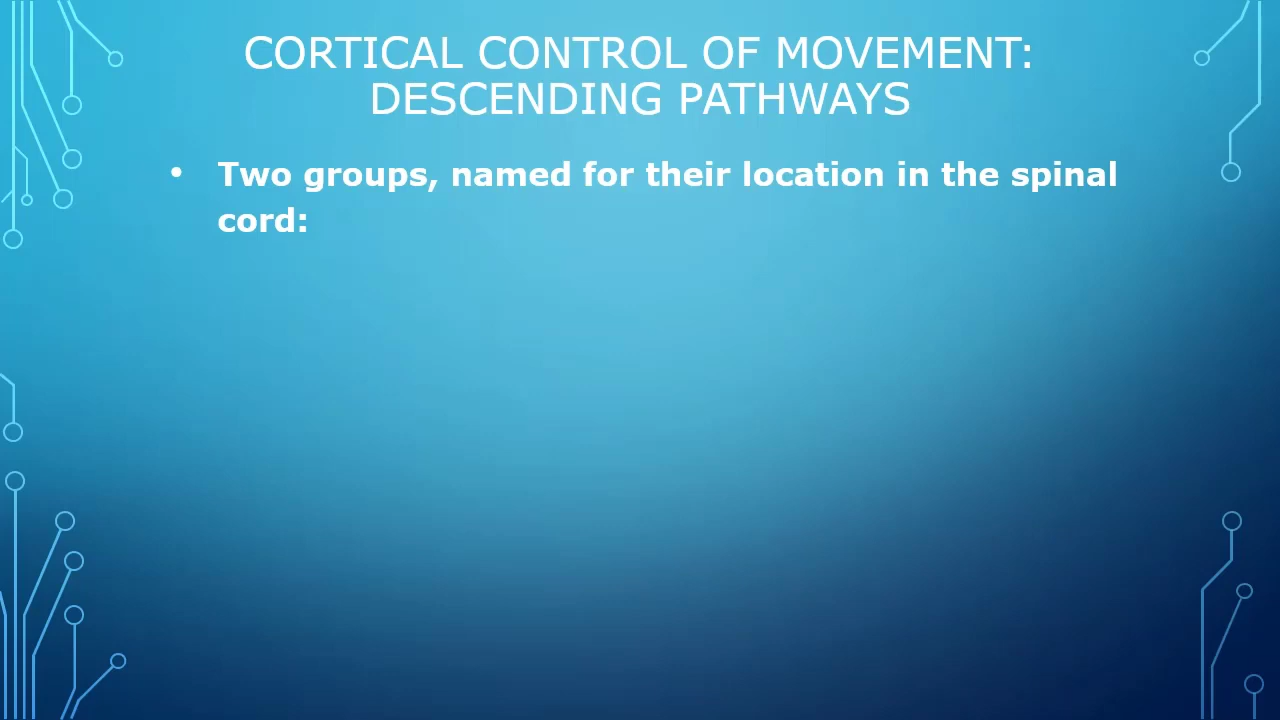 CORTICAL CONTROL OF MOVEMENT:
DESCENDING PATHWAYS
• Two groups, named for their location in the spinal
cord: